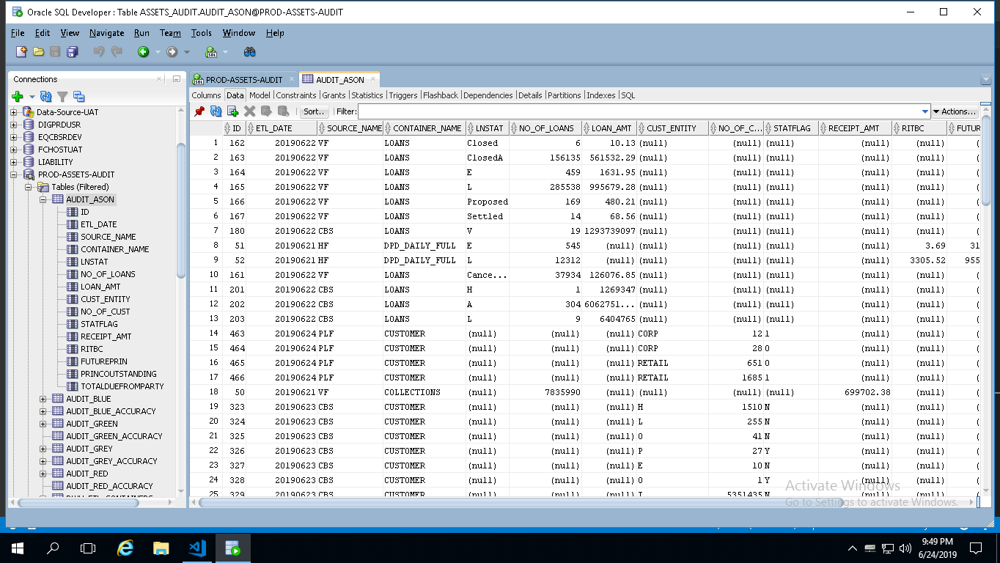 Oracle SQL Developer : Table ASSETS_AUDIT.AUDIT_ASON@PROD-ASSETS-AUDIT
File Edit View Navigate Run Team Tools Window Help
Connections
Data-Source-UAT
DIGPRDUSR
EQCBSRDEV
FCHOSTUAT
LIABILITY
PROD-ASSETS-AUDIT
Tables (Filtered)
AUDIT_ASON
ID
ETL_DATE
SOURCE_NAME
CONTAINER_NAME
LNSTAT
NO_OF_LOANS
LOAN_AMT
CUST_ENTITY
NO_OF_CUST
STATFLAG
RECEIPT_AMT
RITBC
FUTUREPRIN
PRINCOUTSTANDING
TOTALDUEFROMPARTY
AUDIT_BLUE
AUDIT_BLUE_ACCURACY
AUDIT_GREEN
AUDIT_GREEN_ACCURACY
AUDIT_GREY
AUDIT_GREY_ACCURACY
AUDIT_RED
AUDIT_RED_ACCURACY
PROD-ASSETS-AUDIT AUDIT_ASON
Columns Data Model Constraints Grants Statistics Triggers Flashback Dependencies Details Partitions Indexes SQL
Sort.. Filter: Actions...
ID ETL_DATE SOURCE_NAME CONTAINER_NAME LNSTAT NO_OF_LOANS LOAN_AMT CUST_ENTITY NO_OF_C... STATFLAG RECEIPT_AMT RITBC FUTUR
1 162 20190622 VF LOANS Closed 6 10.13 (null) (null) (null) (null) (null) (
2 163 20190622 VF LOANS ClosedA 156135 561532.29 (null) (null) (null) (null) (null) (
3 164 20190622 VF LOANS E 459 1631.95 (null) (null) (null) (null) (null) (
4 165 20190622 VF LOANS L 285538 995679.28 (null) (null) (null) (null) (null) (
5 166 20190622 VF LOANS Proposed 169 480.21 (null) (null) (null) (null) (null) (
6 167 20190622 VF LOANS Settled 14 68.56 (null) (null) (null) (null) (null) (
7 180 20190622 CBS LOANS V 19 1293739097 (null) (null) (null) (null) (null) (
8 51 20190621 HF DPD_DAILY_FULL E 545 (null) (null) (null) (null) (null) 3.69 31
9 52 20190621 HF DPD_DAILY_FULL L 12312 (null) (null) (null) (null) (null) 3305.52 955
10 161 20190622 VF LOANS Cance... 37934 126076.85 (null) (null) (null) (null) (null) (
11 201 20190622 CBS LOANS H 1 1269347 (null) (null) (null) (null) (null) (
12 202 20190622 CBS LOANS A 304 6062751... (null) (null) (null) (null) (null) (
13 203 20190622 CBS LOANS L 9 6404765 (null) (null) (null) (null) (null) (
14 463 20190624 PLF CUSTOMER (null) (null) (null) CORP 12 1 (null) (null) (
15 464 20190624 PLF CUSTOMER (null) (null) (null) CORP 28 0 (null) (null) (
16 465 20190624 PLF CUSTOMER (null) (null) (null) RETAIL 651 0 (null) (null) (
17 466 20190624 PLF CUSTOMER (null) (null) (null) RETAIL 1685 1 (null) (null) (
18 50 20190621 VF COLLECTIONS (null) 7835990 (null) (null) (null) (null) 699702.38 (null) (
19 323 20190623 CBS CUSTOMER (null) (null) (null) H 1510 N (null) (null) (
20 324 20190623 CBS CUSTOMER (null) (null) (null) L 255 N (null) (null) (
21 325 20190623 CBS CUSTOMER (null) (null) (null) O 41 N (null) (null) (
22 326 20190623 CBS CUSTOMER (null) (null) (null) P 27 Y (null) (null) (
23 327 20190623 CBS CUSTOMER (null) (null) (null) E 10 N (null) (null) (
24 328 20190623 CBS CUSTOMER (null) (null) (null) O 1 Y (null) (null) (
25 329 20190623 CBS CUSTOMER (null) (null) (null) I 5351435 N (null) (null) (
Activate Windows
Go to Settings to activate Windows.
9:49 PM
6/24/2019